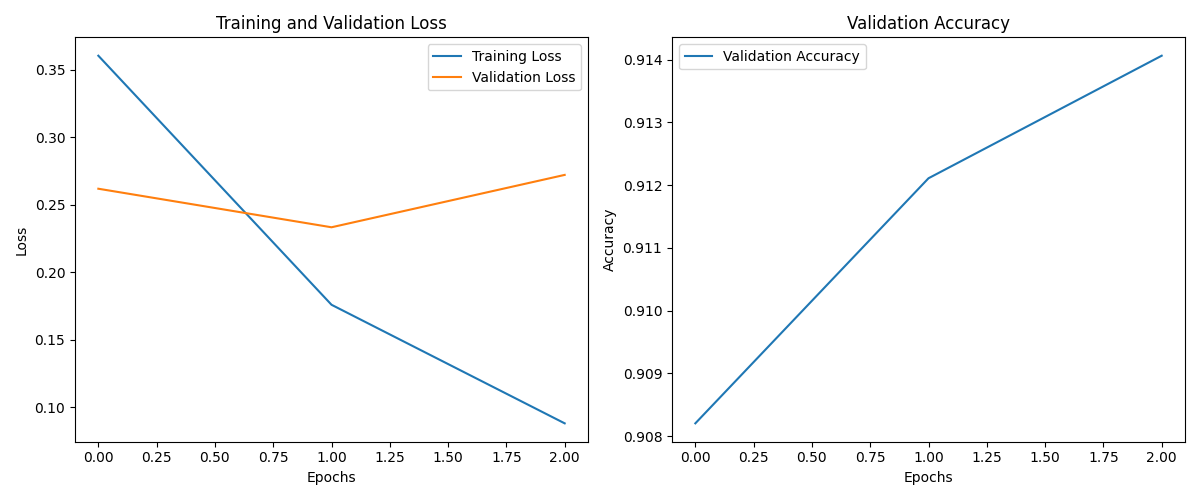 Training and Validation Loss
Training Loss
Validation Loss
0.35
0.30
0.25
0.20
0.15
0.10
Loss
0.00 0.25 0.50 0.75 1.00 1.25 1.50 1.75 2.00
Epochs
Validation Accuracy
Validation Accuracy
0.914
0.913
0.912
0.911
0.910
0.909
0.908
Accuracy
0.00 0.25 0.50 0.75 1.00 1.25 1.50 1.75 2.00
Epochs